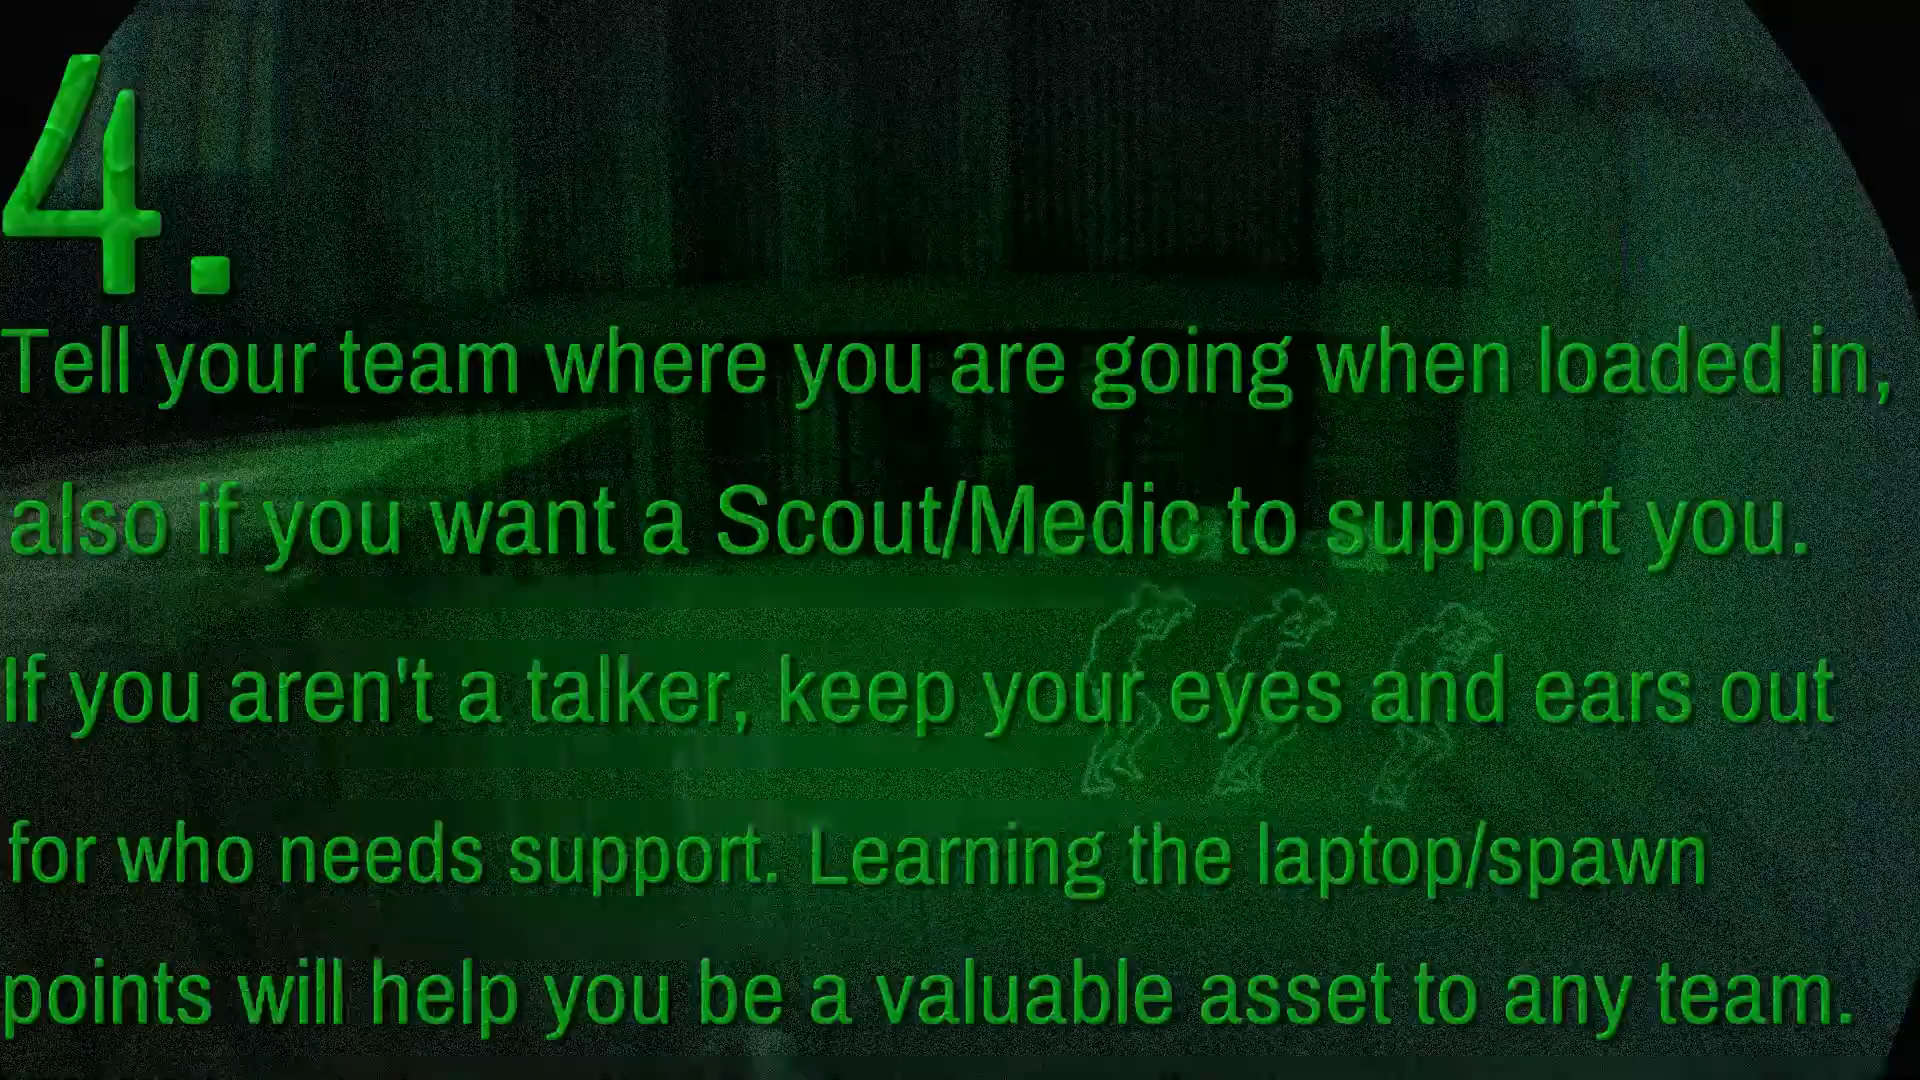 4.
Tell your team where you are going when loaded in,
also if you want a Scout/Medic to support you.
If you aren't a talker, keep your eyes and ears out
for who needs support. Learning the laptop/spawn
points will help you be a valuable asset to any team.